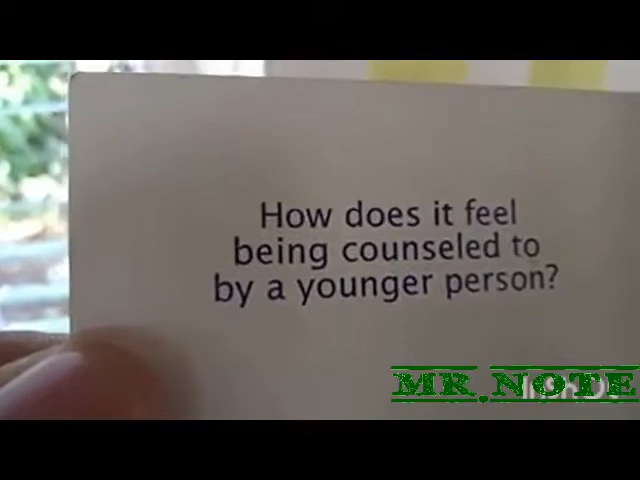 How does it feel
being counseled to
by a younger person?
MR.NOTE